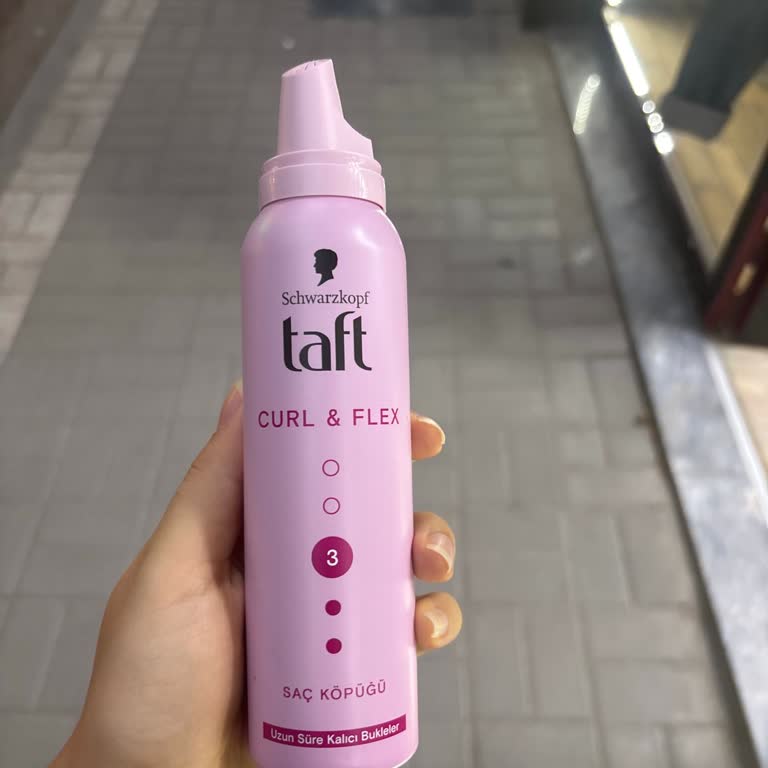 Schwarzkopf
taft
CURL & FLEX
3
SAÇ KÖPÜĞÜ
Uzun Süre Kalıcı Bukleler